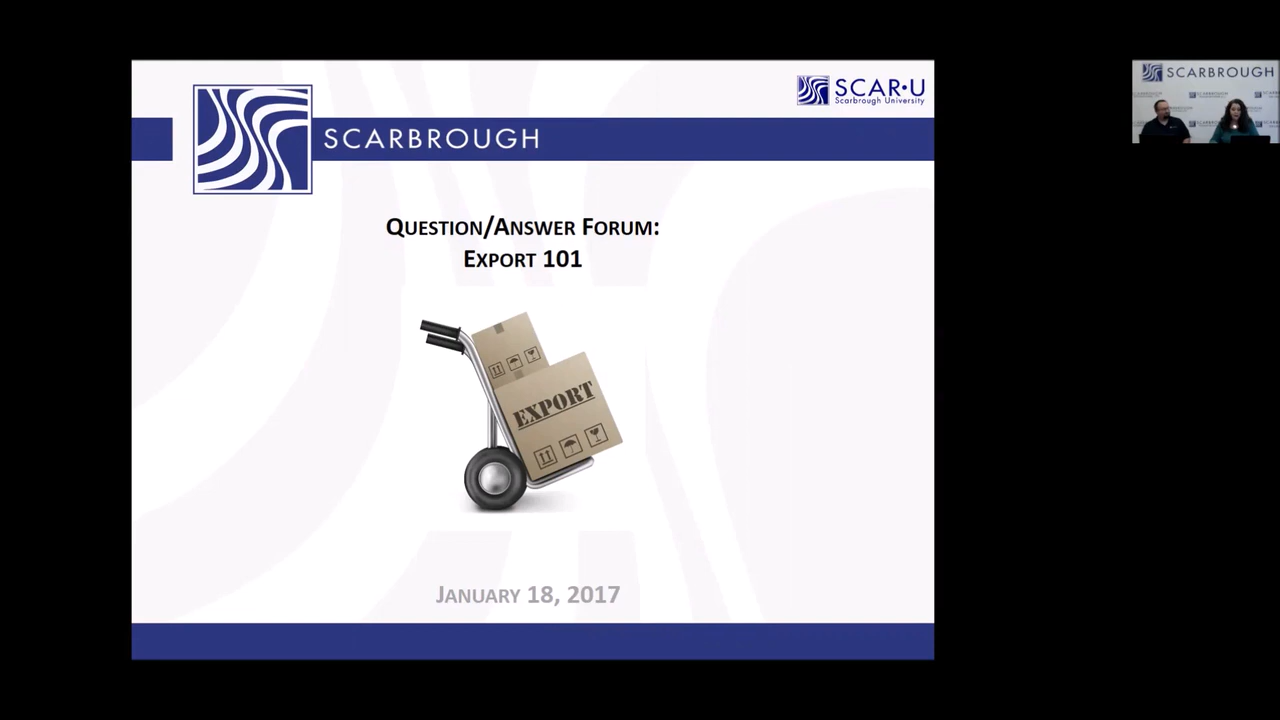 SCAR•U
Scarbrough University
SCARBROUGH
QUESTION/ANSWER FORUM:
EXPORT 101
EXPORT
JANUARY 18, 2017
SCARBROUGH